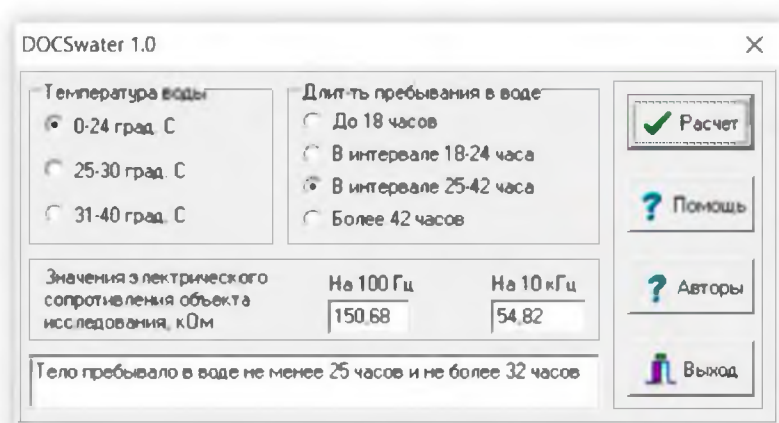 DOCSwater 1.0
Температура воды
0-24 град. С
25-30 град. С
31-40 град. С
Длит-ть пребывания в воде
До 18 часов
В интервале 18-24 часа
В интервале 25-42 часа
Более 42 часов
Расчет
Помощь
Авторы
Выход
Значения электрического
сопротивления объекта
исследования, кОм
На 100 Гц
150,68
На 10 кГц
54,82
Тело пребывало в воде не менее 25 часов и не более 32 часов